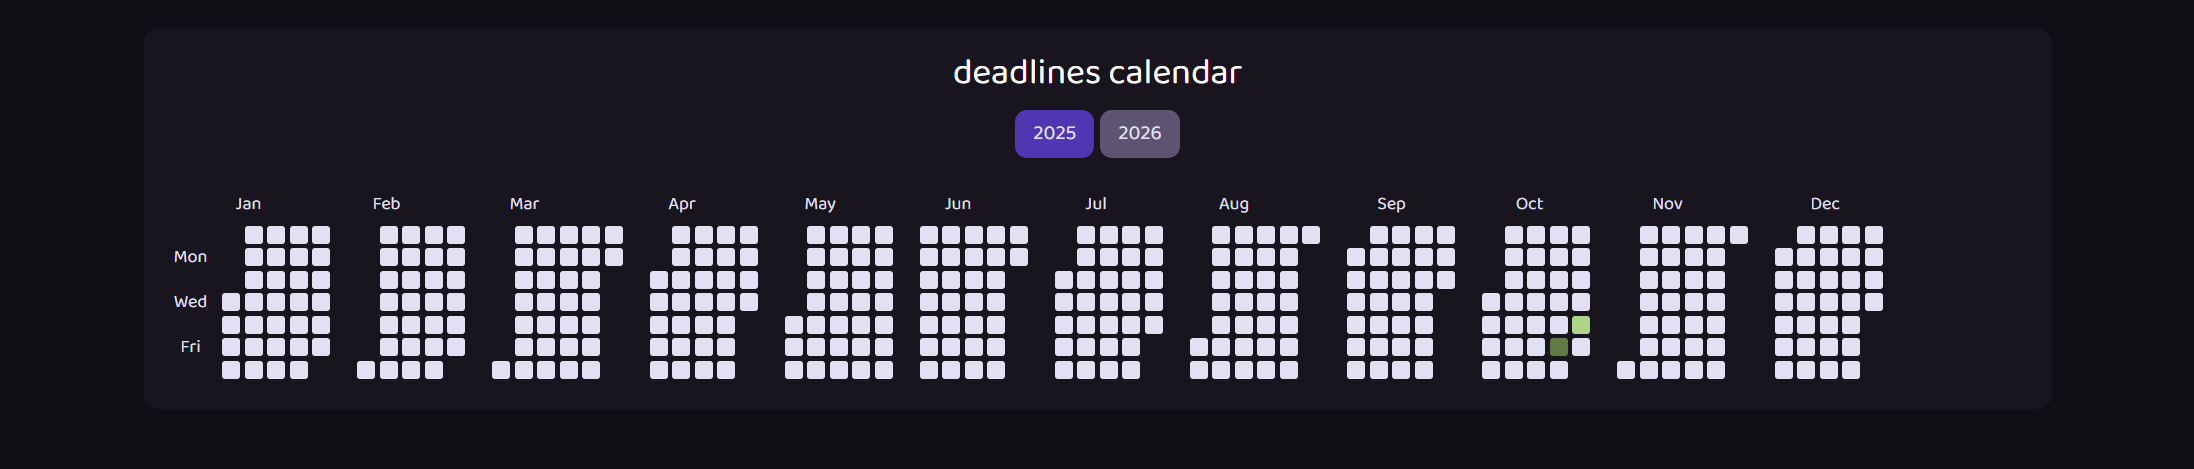 deadlines calendar
2025 2026
Jan Feb Mar Apr May Jun Jul Aug Sep Oct Nov Dec
Mon
Wed
Fri